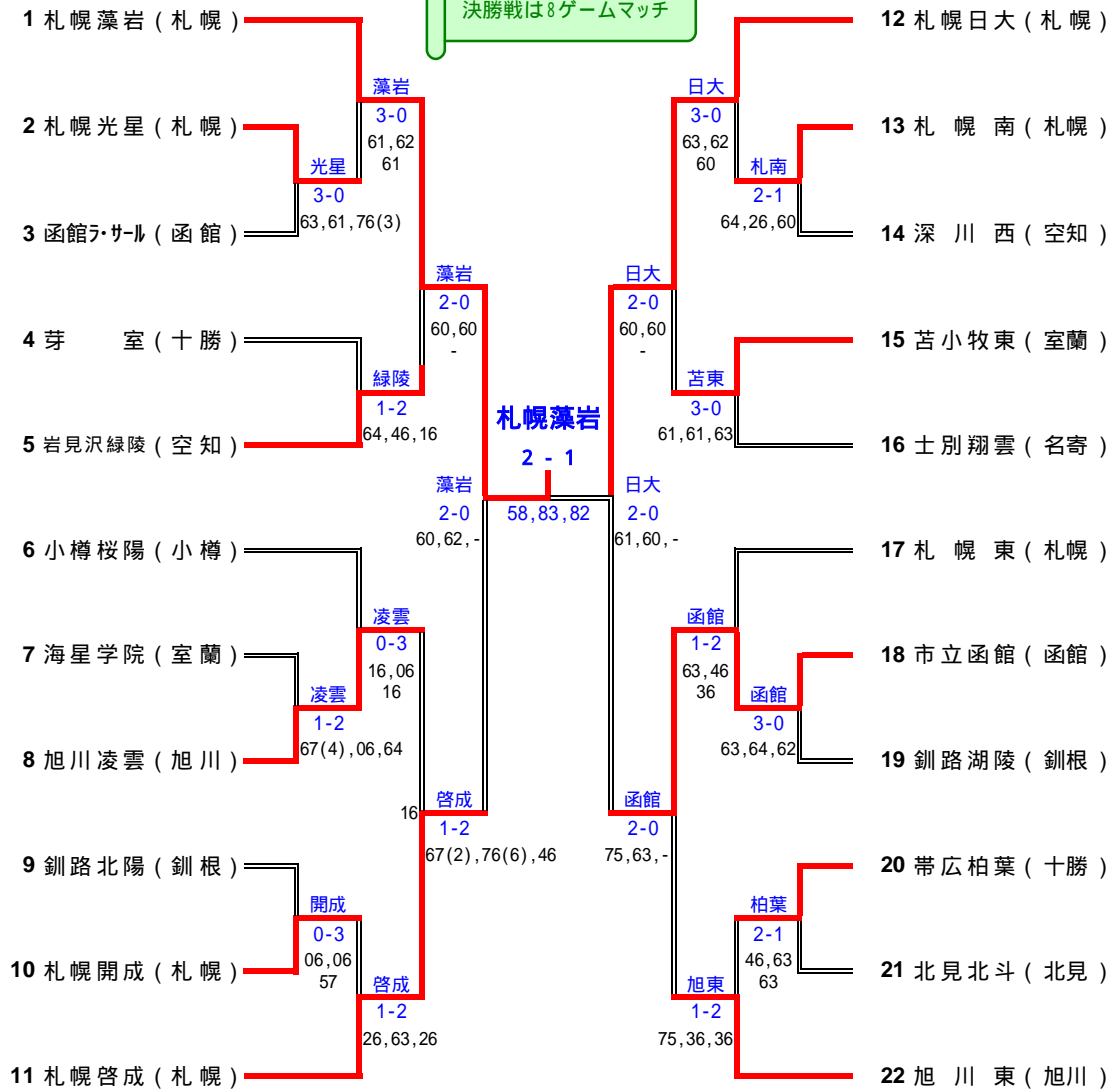 決勝戦は8ゲームマッチ
1 札幌藻岩 ( 札 幌 )
2 札幌光星 ( 札 幌 )
3 函館ラ・サール ( 函 館 )
4 芽 室 ( 十 勝 )
5 岩見沢緑陵 ( 空 知 )
6 小樽桜陽 ( 小 樽 )
7 海星学院 ( 室 蘭 )
8 旭川凌雲 ( 旭 川 )
9 釧路北陽 ( 釧 根 )
10 札幌開成 ( 札 幌 )
11 札幌啓成 ( 札 幌 )
光星
3-0
63,61,76(3)
凌雲
1-2
67(4),06,64
開成
0-3
06,06
57
藻岩
3-0
61,62
61
緑陵
1-2
64,46,16
凌雲
0-3
16,06
16
啓成
1-2
26,63,26
藻岩
2-0
60,60
-
16
啓成
1-2
67(2),76(6),46
藻岩
2-0
60,62,-
札幌藻岩
2 - 1
58,83,82
日大
2-0
61,60,-
日大
2-0
60,60
-
函館
2-0
75,63,-
日大
3-0
63,62
60
苫東
3-0
61,61,63
函館
1-2
63,46
36
旭東
1-2
75,36,36
札南
2-1
64,26,60
函館
3-0
63,64,62
柏葉
2-1
46,63
63
12 札幌日大 ( 札 幌 )
13 札 幌 南 ( 札幌 )
14 深 川 西 ( 空知 )
15 苫小牧東 ( 室蘭 )
16 士別翔雲 ( 名寄 )
17 札 幌 東 ( 札幌 )
18 市立函館 ( 函館 )
19 釧路湖陵 ( 釧根 )
20 帯広柏葉 ( 十勝 )
21 北見北斗 ( 北見 )
22 旭 川 東 ( 旭川 )